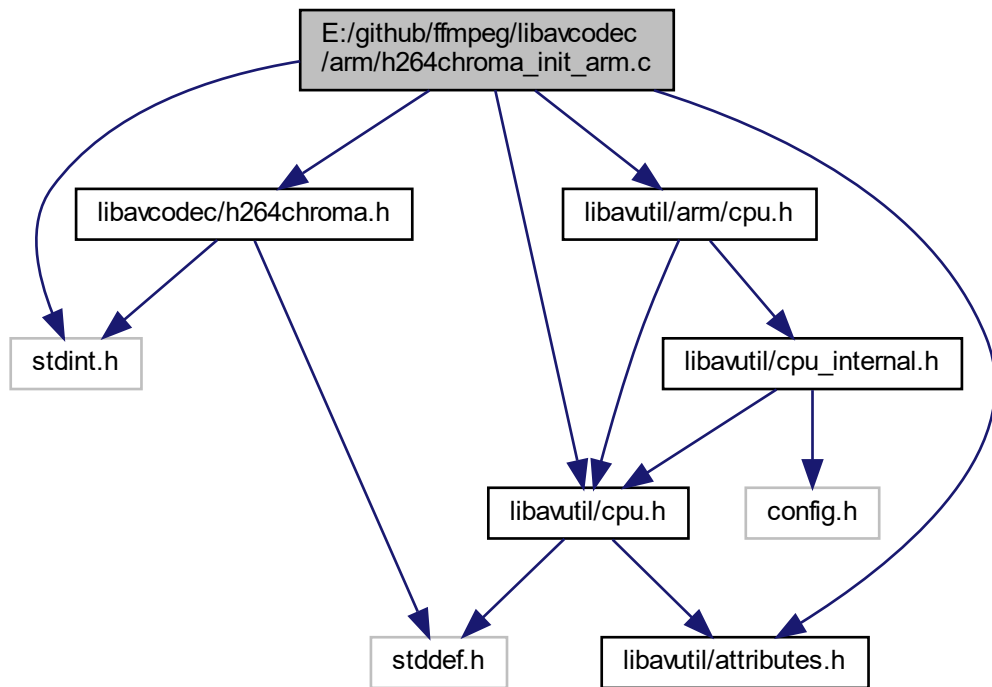 E:/github/ffmpeg/libavcodec
/arm/h264chroma_init_arm.c
libavcodec/h264chroma.h
libavutil/arm/cpu.h
stdint.h
libavutil/cpu_internal.h
libavutil/cpu.h
config.h
stddef.h
libavutil/attributes.h